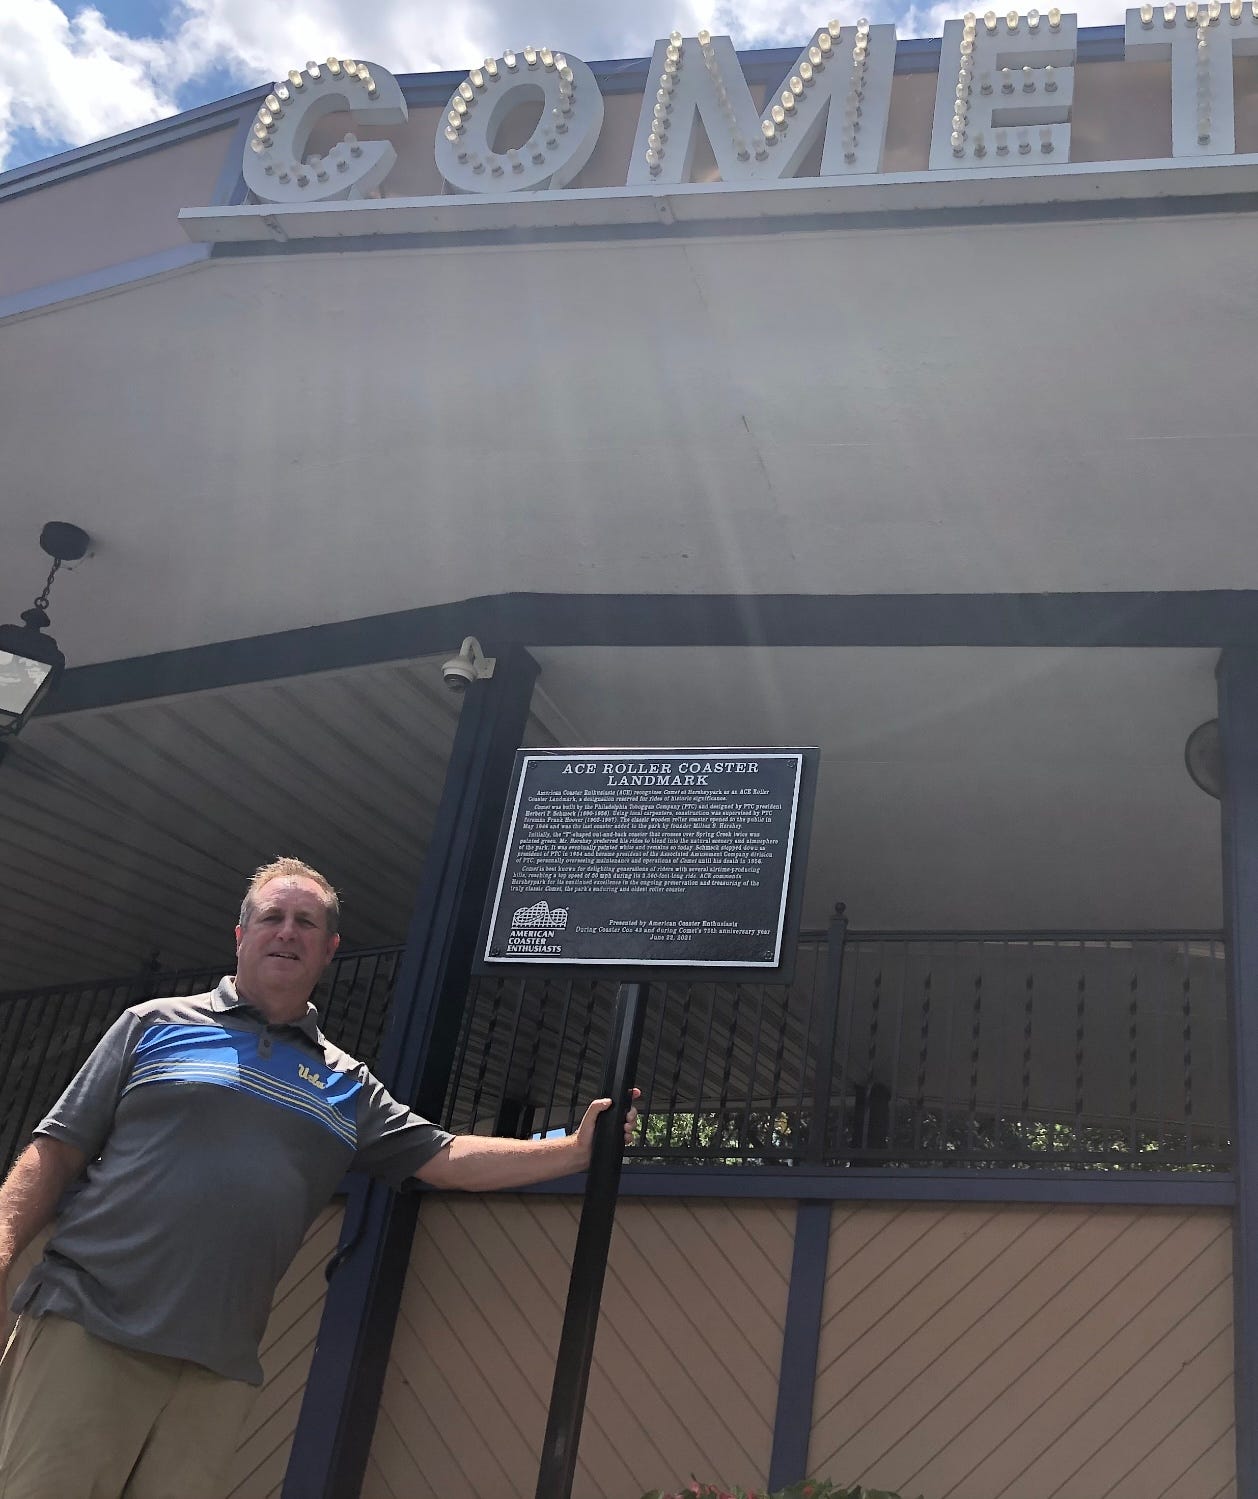 COMET
ACE ROLLER COASTER
LANDMARK
American Coaster Enthusiasts (ACE) recognizes Comet at Hersheypark as an ACE Roller
Coaster Landmark, a designation reserved for rides of historic significance.
Comet was built by the Philadelphia Toboggan Company (PTC) and designed by PTC president
Herbert P. Schmeck (1890-1956). Using local carpenters, construction was supervised by PTC
foreman Frank Hoover (1902-1987). The classic wooden roller coaster opened to the public in
May 1946 and was the last coaster added to the park by founder Milton S. Hershey.
Initially, the "L"-shaped out-and-back coaster that crosses over Spring Creek twice was
painted green. Mr. Hershey preferred his rides to blend into the natural scenery and atmosphere
of the park. It was eventually painted white and remains so today. Schmeck stepped down as
president of PTC in 1954 and became president of the Associated Amusement Company division
of PTC, personally overseeing maintenance and operations of Comet until his death in 1956.
Comet is best known for delighting generations of riders with several airtime-producing
hills, reaching a top speed of 50 mph during its 3,360-foot-long ride. ACE commends
Hersheypark for its continued excellence in the ongoing preservation and treasuring of the
truly classic Comet, the park's enduring and oldest roller coaster.
AMERICAN
COASTER
ENTHUSIASTS
Presented by American Coaster Enthusiasts
During Coaster Con 43 and during Comet's 75th anniversary year
June 22, 2021
Ucla